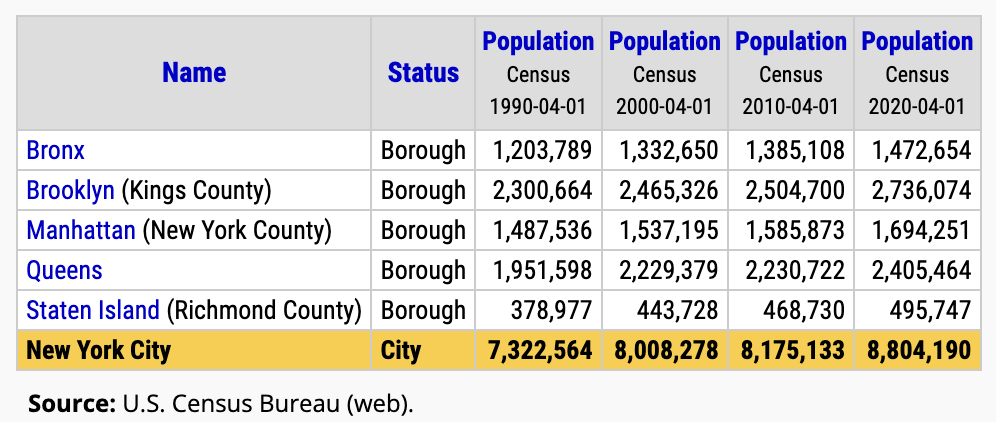 Name Status Population Population Population Population
Census Census Census Census
1990-04-01 2000-04-01 2010-04-01 2020-04-01
Bronx Borough 1,203,789 1,332,650 1,385,108 1,472,654
Brooklyn (Kings County) Borough 2,300,664 2,465,326 2,504,700 2,736,074
Manhattan (New York County) Borough 1,487,536 1,537,195 1,585,873 1,694,251
Queens Borough 1,951,598 2,229,379 2,230,722 2,405,464
Staten Island (Richmond County) Borough 378,977 443,728 468,730 495,747
New York City City 7,322,564 8,008,278 8,175,133 8,804,190
Source: U.S. Census Bureau (web).